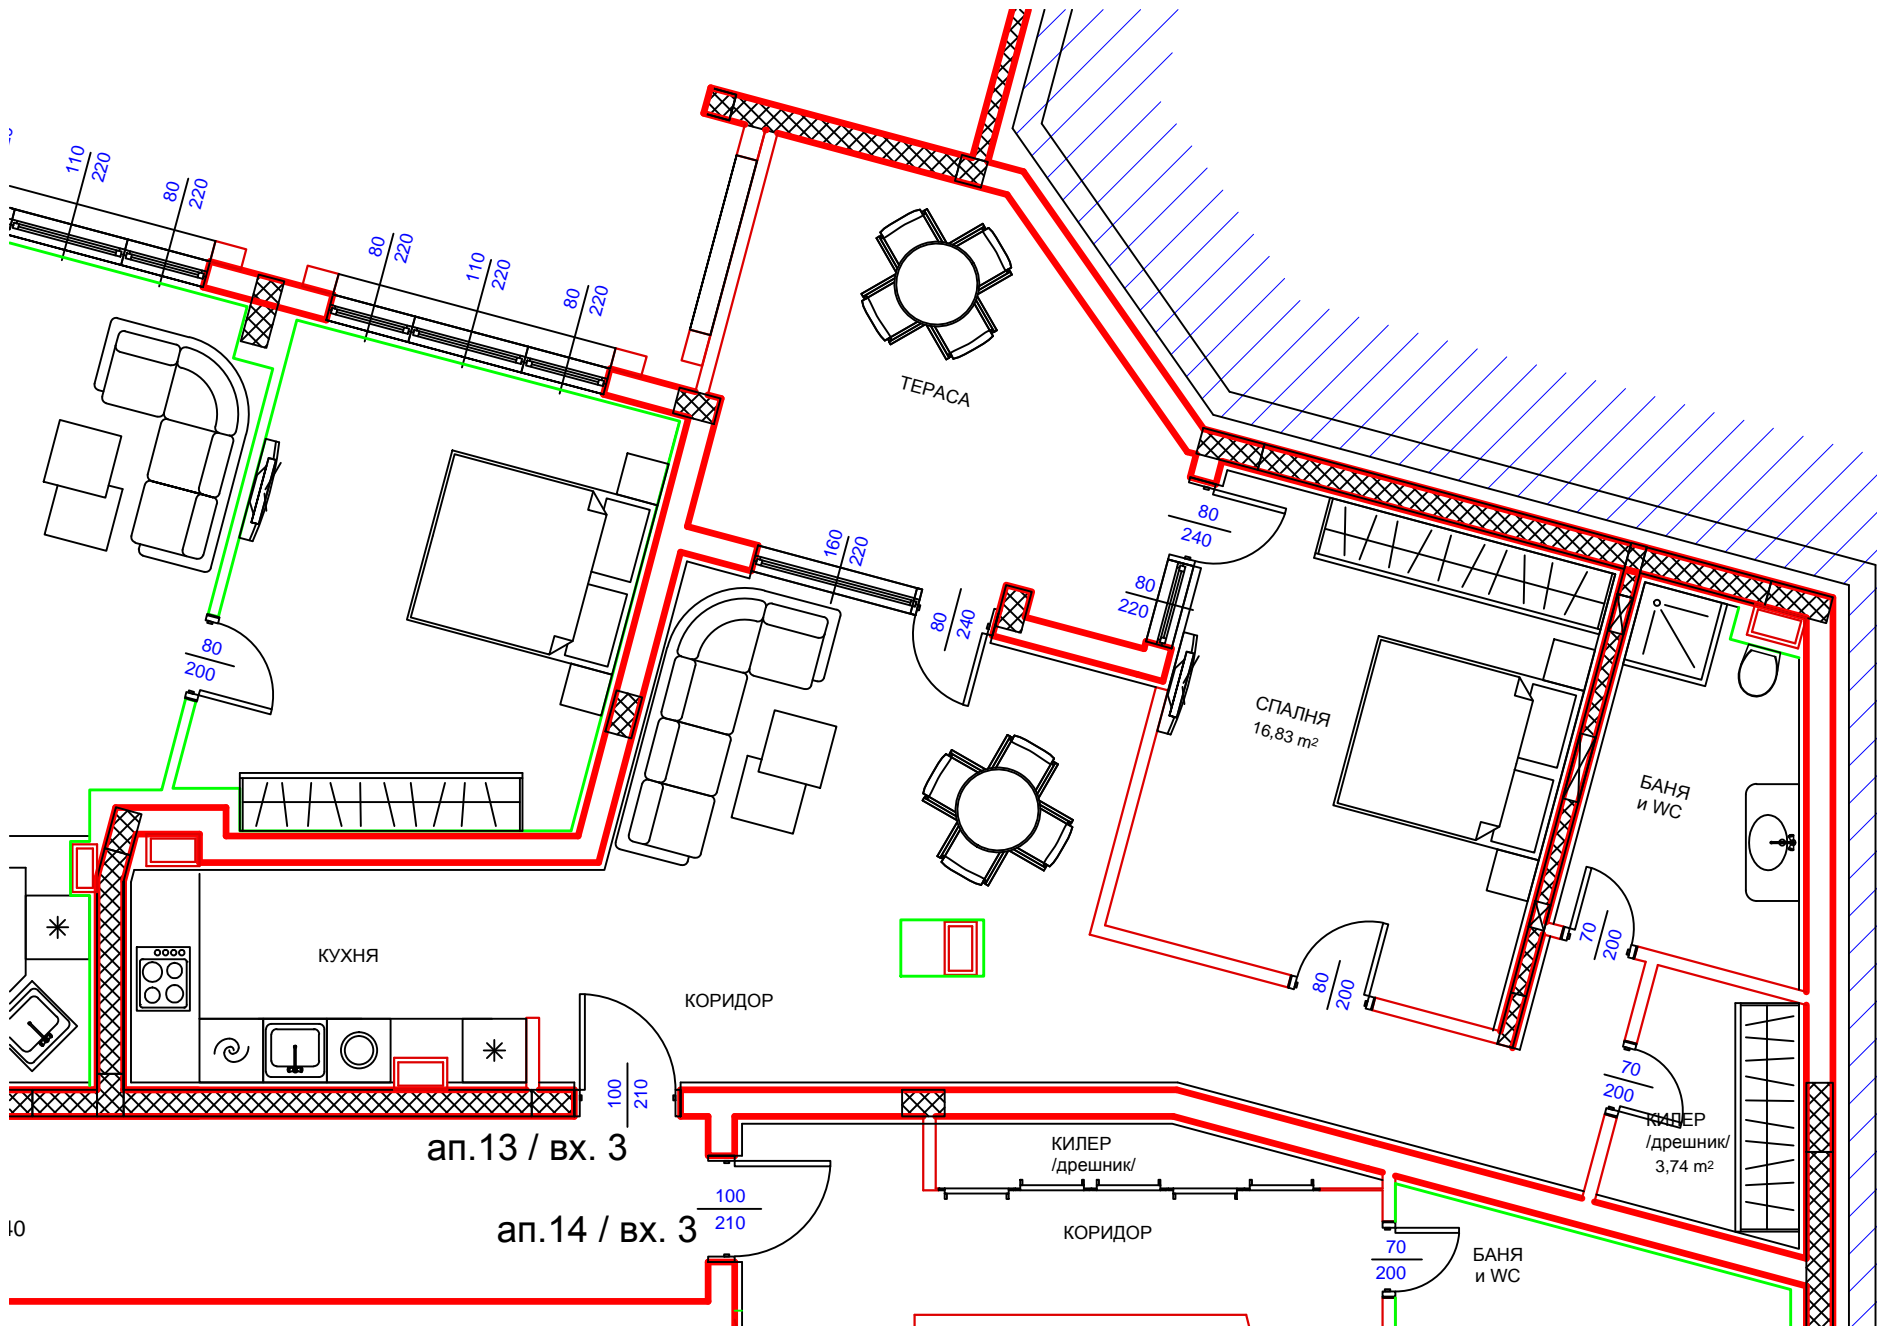 110
220
80
220
80
220
110
220
80
220
ТЕРАСА
80
240
160
220
80
220
80
240
80
200
СПАЛНЯ
16,83 m²
БАНЯ
и WC
КУХНЯ
КОРИДОР
80
200
70
200
70
200
100
210
КИЛЕР
/дрешник/
3,74 m²
ап.13 / вх. 3
КИЛЕР
/дрешник/
100
210
ап.14 / вх. 3
КОРИДОР
70
200
БАНЯ
и WC